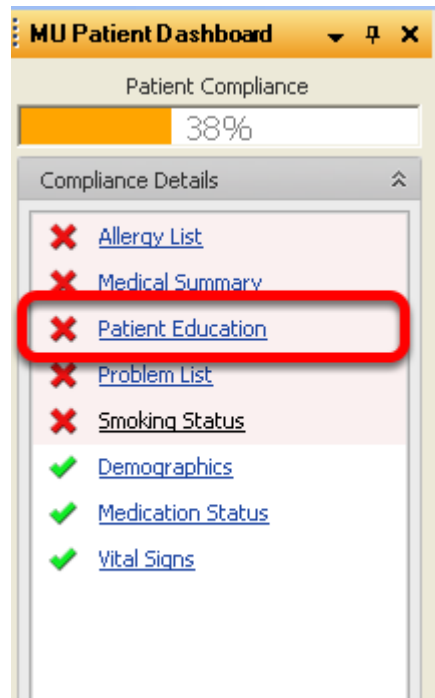 MU Patient Dashboard
Patient Compliance
38%
Compliance Details
Allergy List
Medical Summary
Patient Education
Problem List
Smoking Status
Demographics
Medication Status
Vital Signs